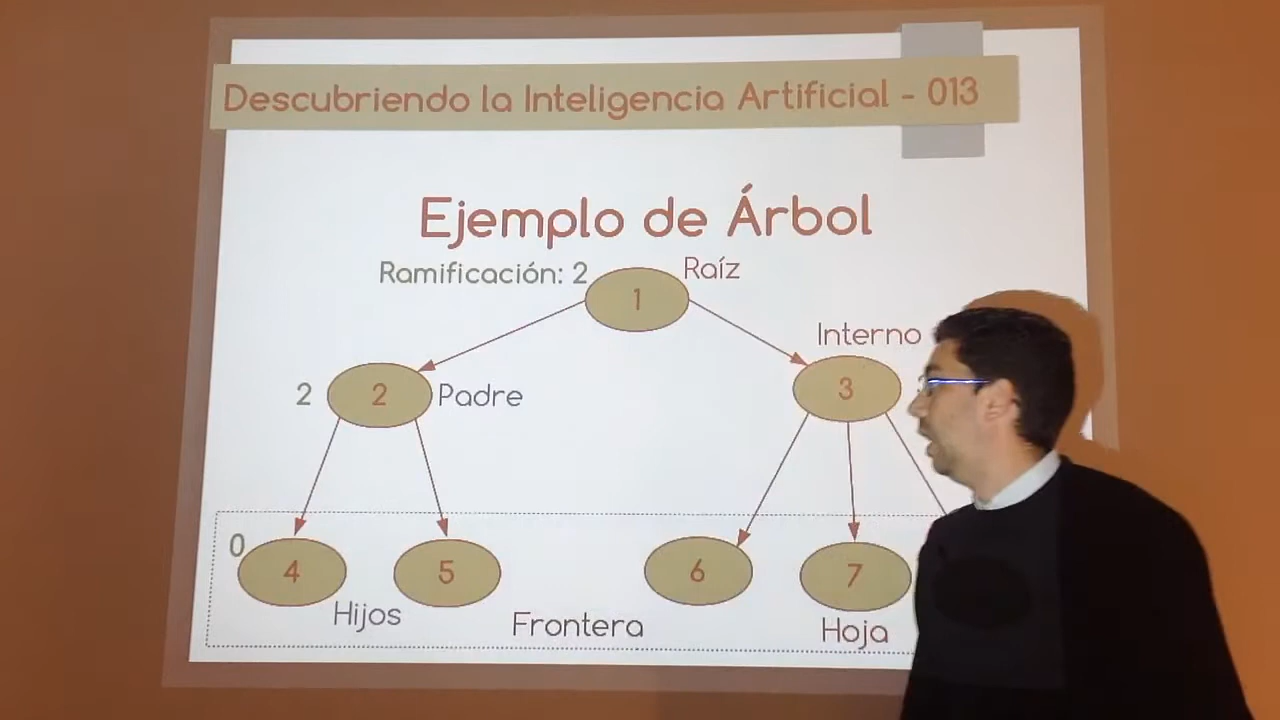 Descubriendo la Inteligencia Artificial - 013
Ejemplo de Árbol
Ramificación: 2
Raíz
1
Interno
2
2
Padre
3
0
4
5
6
7
Hijos
Frontera
Hoja